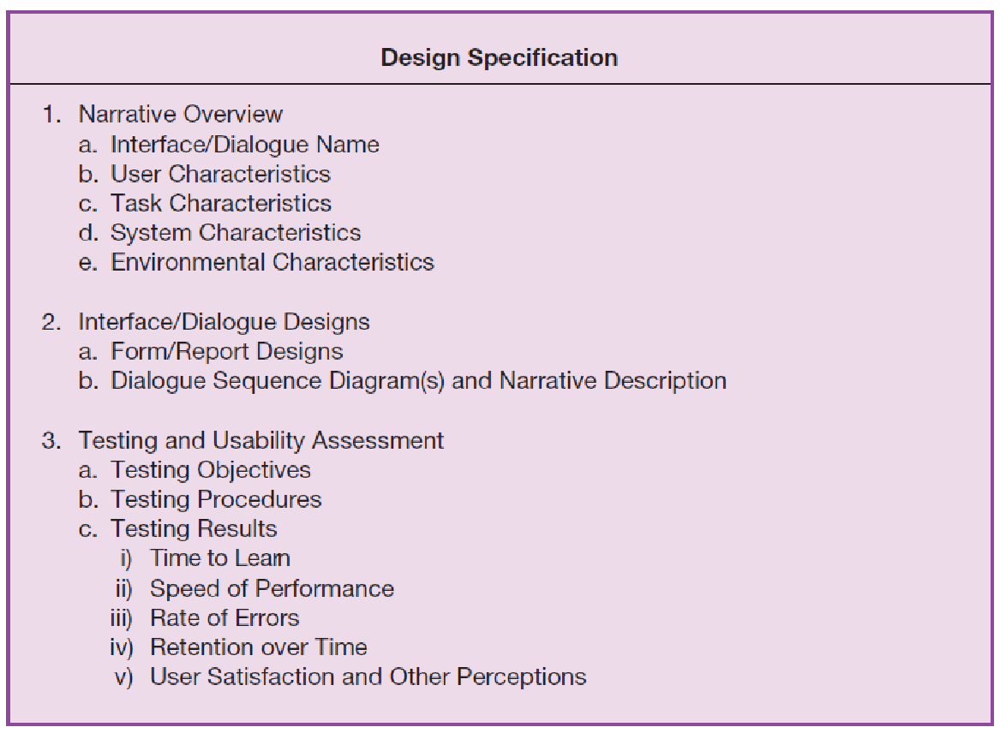 Design Specification
1. Narrative Overview
a. Interface/Dialogue Name
b. User Characteristics
c. Task Characteristics
d. System Characteristics
e. Environmental Characteristics
2. Interface/Dialogue Designs
a. Form/Report Designs
b. Dialogue Sequence Diagram(s) and Narrative Description
3. Testing and Usability Assessment
a. Testing Objectives
b. Testing Procedures
c. Testing Results
i) Time to Learn
ii) Speed of Performance
iii) Rate of Errors
iv) Retention over Time
v) User Satisfaction and Other Perceptions